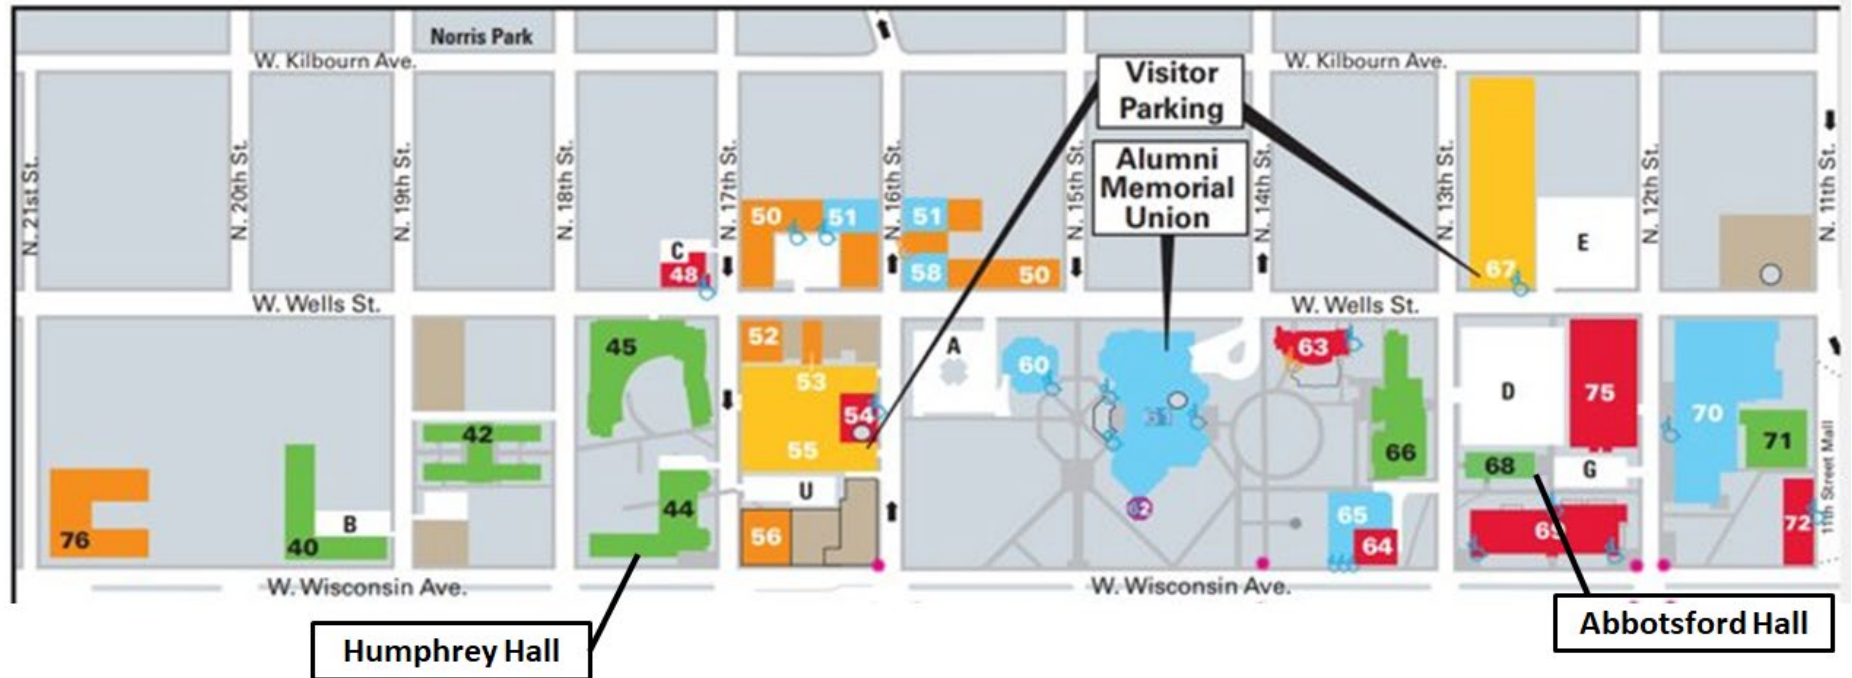 Norris Park
W. Kilbourn Ave.
W. Kilbourn Ave.
Visitor
Parking
Alumni
Memorial
Union
N. 21st St.
N. 20th St.
N. 19th St.
N. 18th St.
N. 17th St.
N. 16th St.
N. 15th St.
N. 14th St.
N. 13th St.
N. 12th St.
N. 11th St.
50
51
51
C
48
58
50
67
E
W. Wells St.
W. Wells St.
45
52
53
54
55
A
60
63
66
D
75
70
71
42
44
U
68
G
76
B
40
56
62
65
64
69
72
11th Street Mall
W. Wisconsin Ave.
W. Wisconsin Ave.
Humphrey Hall
Abbotsford Hall